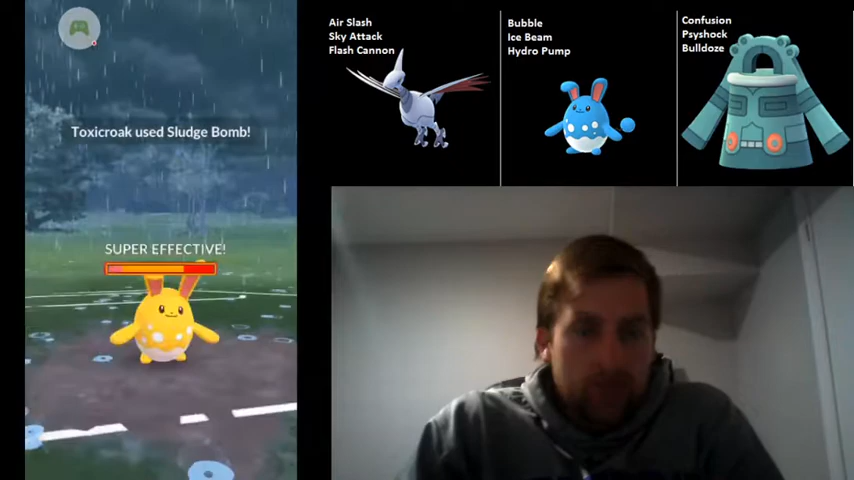 Air Slash
Sky Attack
Flash Cannon
Bubble
Ice Beam
Hydro Pump
Confusion
Psyshock
Bulldoze
Toxicroak used Sludge Bomb!
SUPER EFFECTIVE!